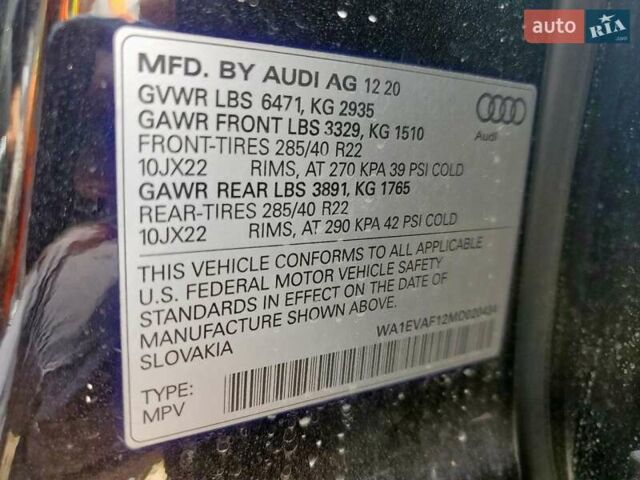 auto RIA
.com
MFD. BY AUDI AG 12 20
GVWR LBS 6471, KG 2935
GAWR FRONT LBS 3329, KG 1510
FRONT-TIRES 285/40 R22
10JX22 RIMS, AT 270 KPA 39 PSI COLD
GAWR REAR LBS 3891, KG 1765
REAR-TIRES 285/40 R22
10JX22 RIMS, AT 290 KPA 42 PSI COLD
Audi
THIS VEHICLE CONFORMS TO ALL APPLICABLE
U.S. FEDERAL MOTOR VEHICLE SAFETY
STANDARDS IN EFFECT ON THE DATE OF
MANUFACTURE SHOWN ABOVE.
SLOVAKIA
WA1EVAF12MD020434
TYPE:
MPV